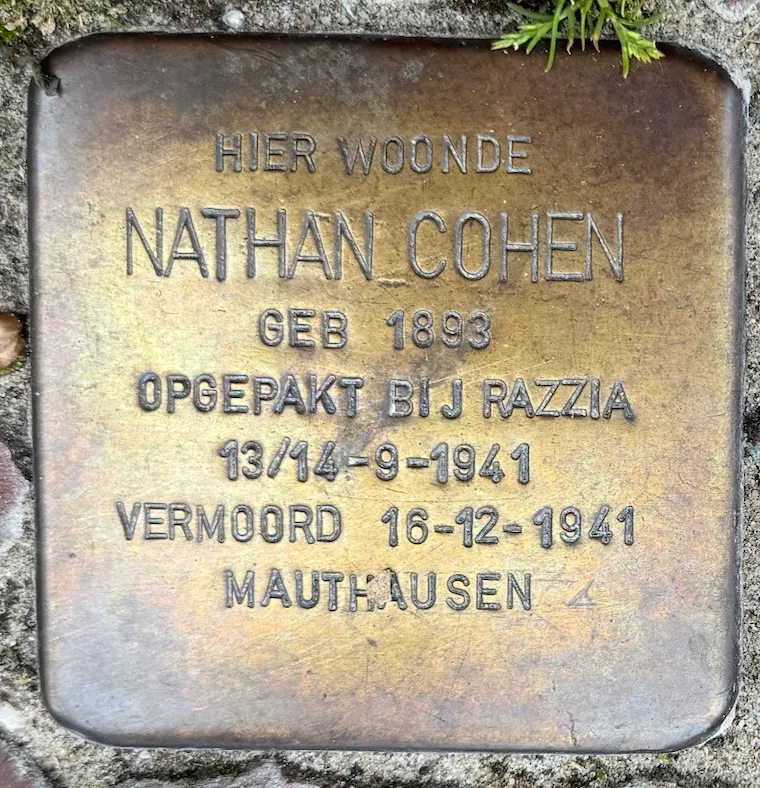 HIER WOONDE
NATHAN COHEN
GEB 1893
OPGEPAKT BIJ RAZZIA
13/14-9-1941
VERMOORD 16-12-1941
MAUTHAUSEN